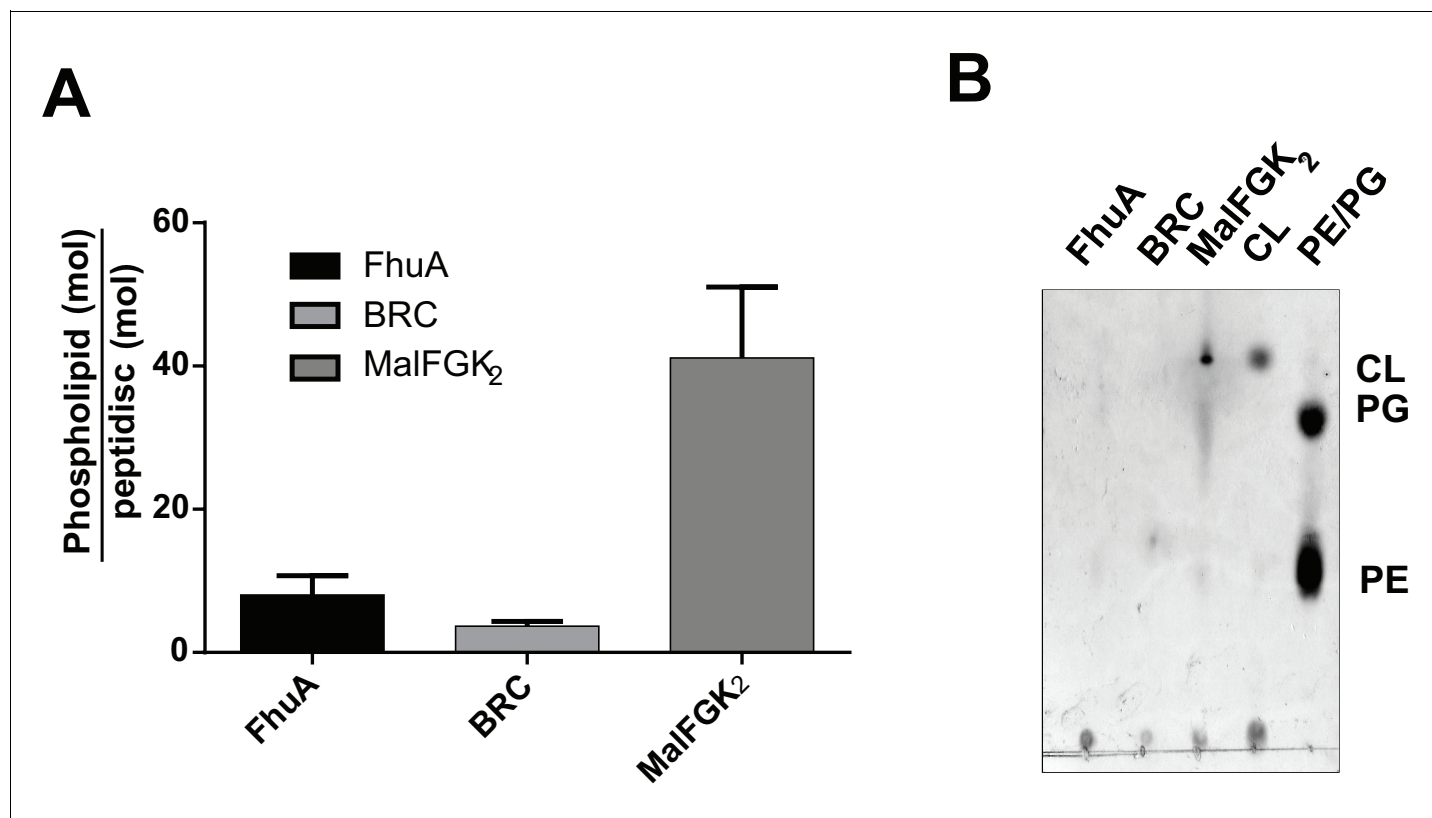 A
B
Phospholipid (mol)
peptidisc (mol)
60
40
20
0
FhuA
BRC
MalFGK2
FhuA
BRC
MalFGK2
FhuA
BRC
MalFGK2
CL
PE/PG
CL
PG
PE